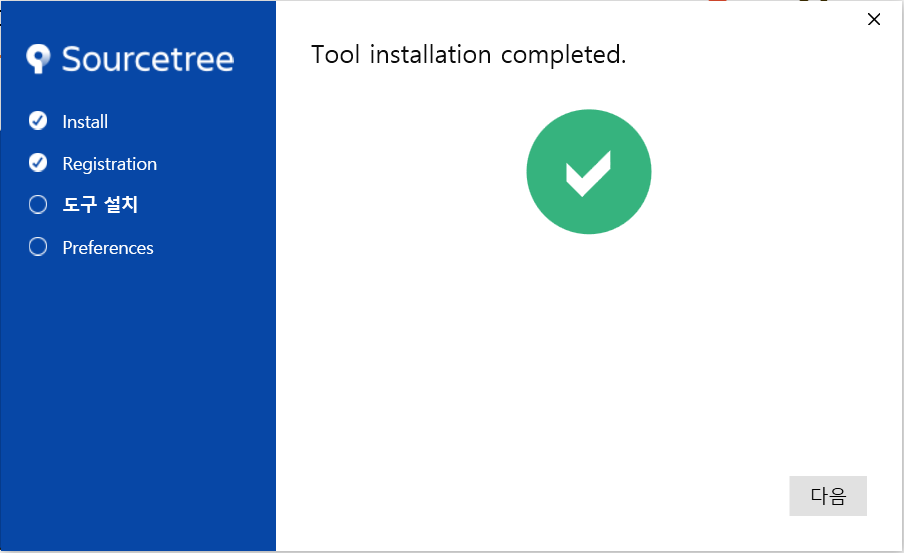 Sourcetree
Install
Registration
도구 설치
Preferences
Tool installation completed.
다음